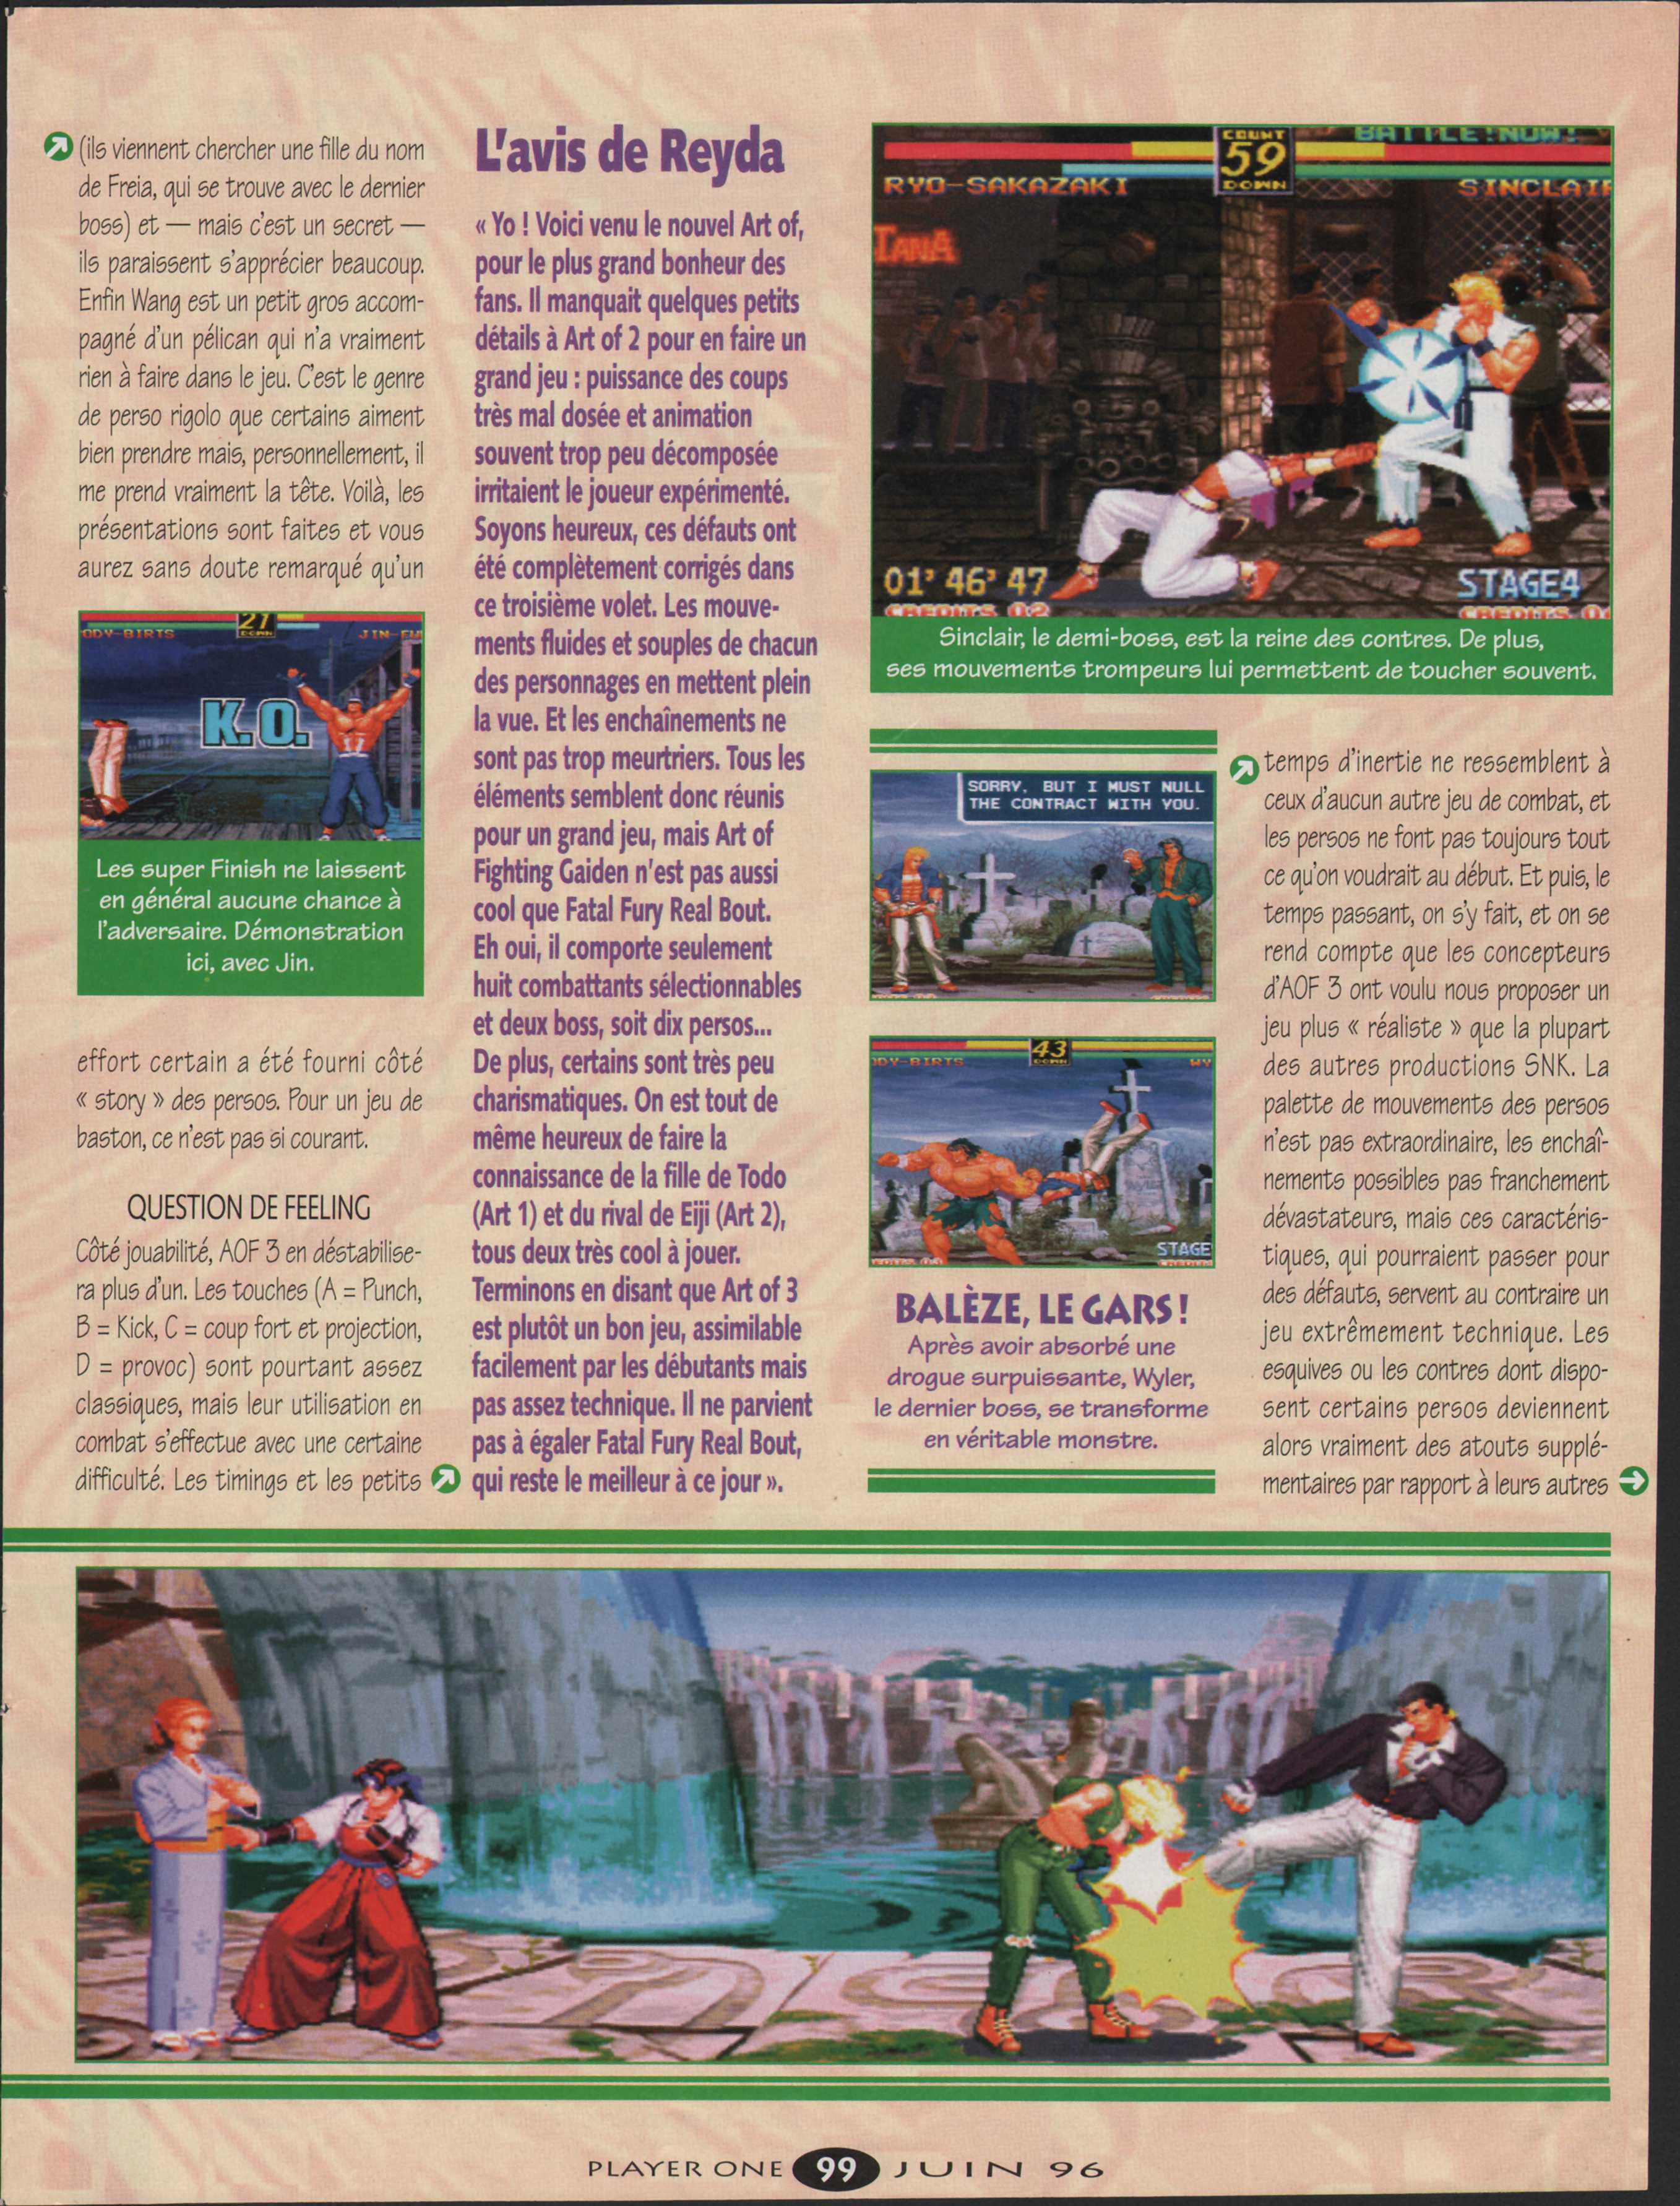 (ils viennent chercher une fille du nom
de Freia, qui se trouve avec le dernier
boss) et — mais c'est un secret —
ils paraissent s'apprécier beaucoup.
Enfin Wang est un petit gros accom-
pagné d'un pélican qui n'a vraiment
rien à faire dans le jeu. C'est le genre
de perso rigolo que certains aiment
bien prendre mais, personnellement, il
me prend vraiment la tête. Voilà, les
présentations sont faites et vous
aurez sans doute remarqué qu'un
ODY-BIRTS
27
DOWN
JIN-FU
K.O.
Les super Finish ne laissent
en général aucune chance à
l'adversaire. Démonstration
ici, avec Jin.
effort certain a été fourni côté
« story » des persos. Pour un jeu de
baston, ce n'est pas si courant.
QUESTION DE FEELING
Côté jouabilité, AOF 3 en déstabilise-
ra plus d'un. Les touches (A = Punch,
B = Kick, C = coup fort et projection,
D = provoc) sont pourtant assez
classiques, mais leur utilisation en
combat s'effectue avec une certaine
difficulté. Les timings et les petits
L'avis de Reyda
« Yo ! Voici venu le nouvel Art of,
pour le plus grand bonheur des
fans. Il manquait quelques petits
détails à Art of 2 pour en faire un
grand jeu : puissance des coups
très mal dosée et animation
souvent trop peu décomposée
irritaient le joueur expérimenté.
Soyons heureux, ces défauts ont
été complètement corrigés dans
ce troisième volet. Les mouve-
ments fluides et souples de chacun
des personnages en mettent plein
la vue. Et les enchaînements ne
sont pas trop meurtriers. Tous les
éléments semblent donc réunis
pour un grand jeu, mais Art of
Fighting Gaiden n'est pas aussi
cool que Fatal Fury Real Bout.
Eh oui, il comporte seulement
huit combattants sélectionnables
et deux boss, soit dix persos...
De plus, certains sont très peu
charismatiques. On est tout de
même heureux de faire la
connaissance de la fille de Todo
(Art 1) et du rival de Eiji (Art 2),
tous deux très cool à jouer.
Terminons en disant que Art of 3
est plutôt un bon jeu, assimilable
facilement par les débutants mais
pas assez technique. Il ne parvient
pas à égaler Fatal Fury Real Bout,
qui reste le meilleur à ce jour ».
COUNT
59
DOWN
BATTLE!NOW!
RYO-SAKAZAKI
SINCLAIR
TANA
01' 46' 47
STAGE4
CREDITS 02
CREDITS 0
Sinclair, le demi-boss, est la reine des contres. De plus,
ses mouvements trompeurs lui permettent de toucher souvent.
SORRY, BUT I MUST NULL
THE CONTRACT WITH YOU.
ODY-BIRTS
43
DOWN
WY
STAGE
BALÈZE, LE GARS !
Après avoir absorbé une
drogue surpuissante, Wyler,
le dernier boss, se transforme
en véritable monstre.
temps d'inertie ne ressemblent à
ceux d'aucun autre jeu de combat, et
les persos ne font pas toujours tout
ce qu'on voudrait au début. Et puis, le
temps passant, on s'y fait, et on se
rend compte que les concepteurs
d'AOF 3 ont voulu nous proposer un
jeu plus « réaliste » que la plupart
des autres productions SNK. La
palette de mouvements des persos
n'est pas extraordinaire, les enchaî-
nements possibles pas franchement
dévastateurs, mais ces caractéris-
tiques, qui pourraient passer pour
des défauts, servent au contraire un
jeu extrêmement technique. Les
esquives ou les contres dont dispo-
sent certains persos deviennent
alors vraiment des atouts supplé-
mentaires par rapport à leurs autres
PLAYER ONE 99 JUIN 96